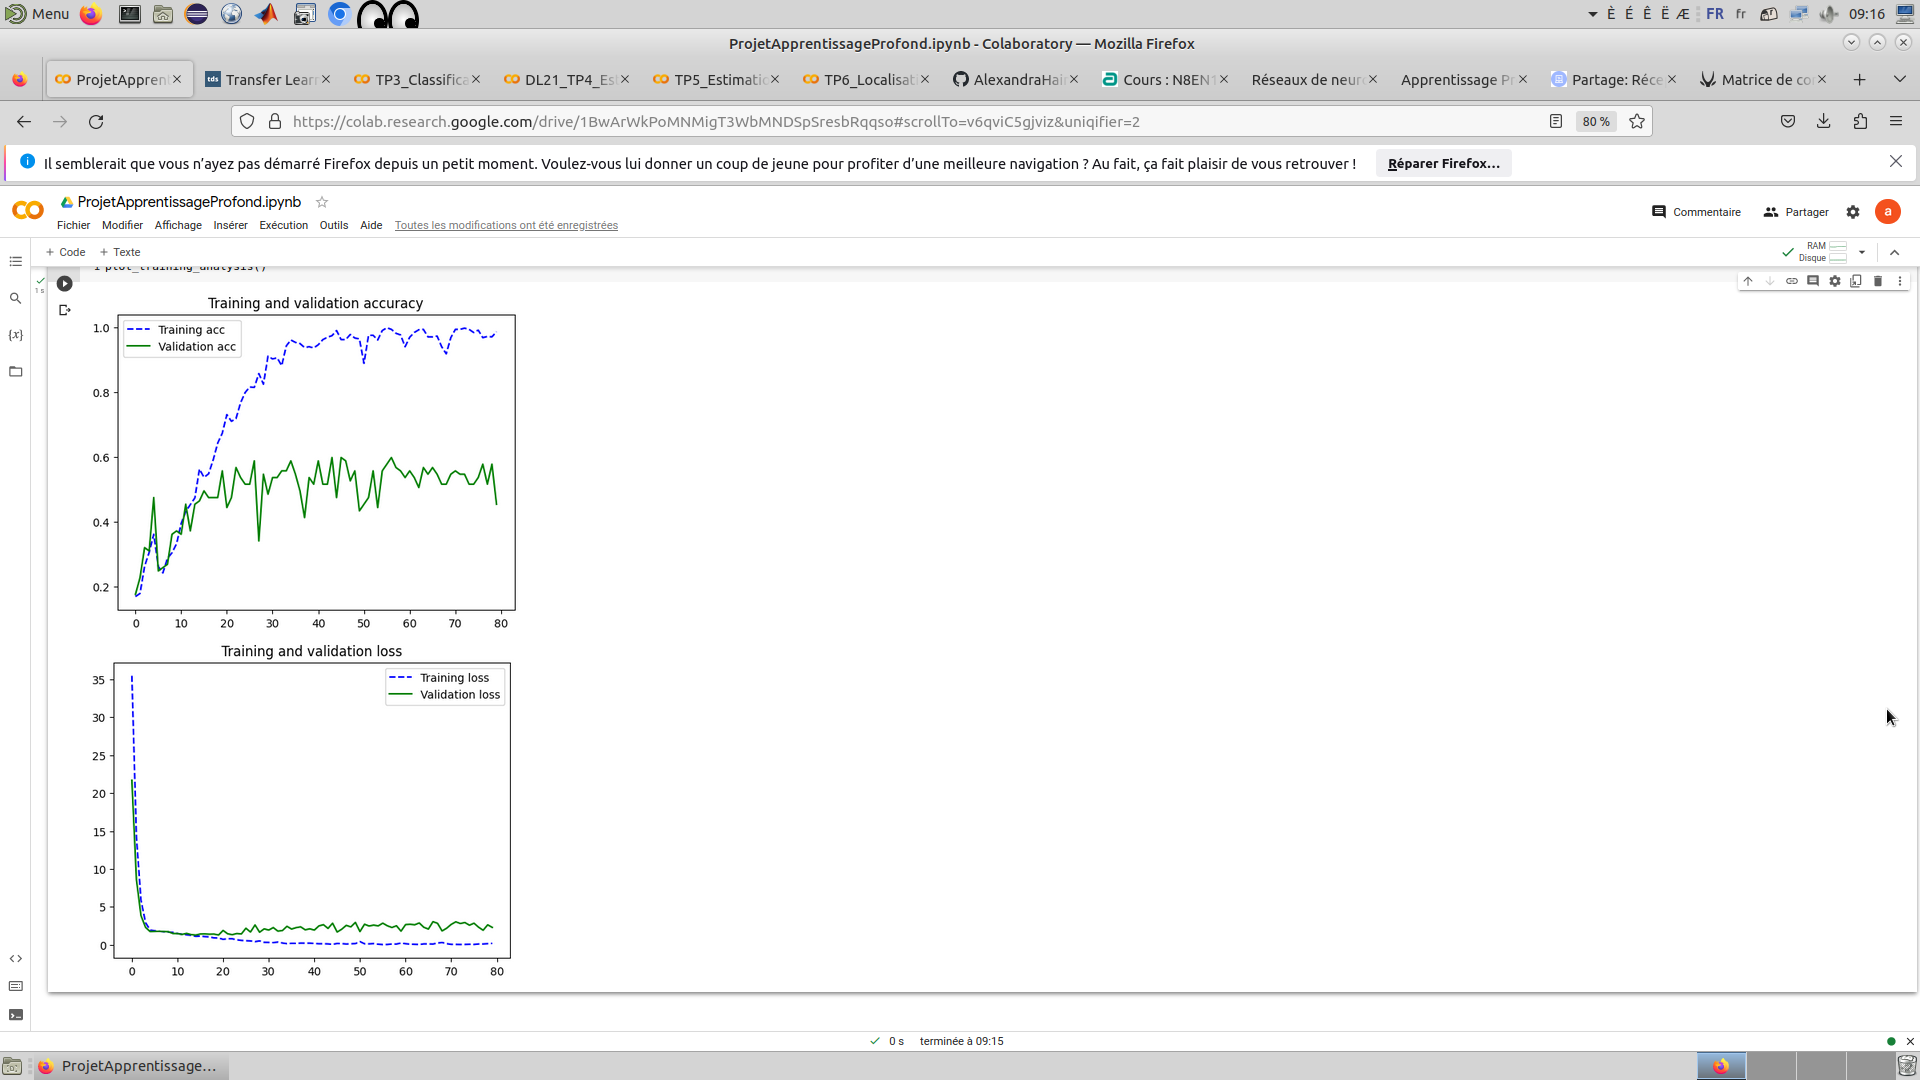 Menu
È É Ê Ë Æ FR fr 09:16
ProjetApprentissageProfond.ipynb - Colaboratory — Mozilla Firefox
ProjetAppren
tds Transfer Lear
TP3_Classifica
DL21_TP4_Es
TP5_Estimati
TP6_Localisat
AlexandraHai
Cours : N8EN1
Réseaux de neur
Apprentissage P
Partage: Réce
Matrice de co
https://colab.research.google.com/drive/1BwArWkPoMNMigT3WbMNDSpSresbRqqso#scrollTo=v6qviC5gjviz&uniqifier=2
80 %
Il semblerait que vous n’ayez pas démarré Firefox depuis un petit moment. Voulez-vous lui donner un coup de jeune pour profiter d’une meilleure navigation ? Au fait, ça fait plaisir de vous retrouver !
Réparer Firefox...
ProjetApprentissageProfond.ipynb
Fichier Modifier Affichage Insérer Exécution Outils Aide Toutes les modifications ont été enregistrées
Commentaire Partager a
+ Code + Texte
RAM
Disque
1 plot_training_analysis()
1 s
{x}
Training and validation accuracy
Training acc
Validation acc
1.0
0.8
0.6
0.4
0.2
0 10 20 30 40 50 60 70 80
Training and validation loss
Training loss
Validation loss
35
30
25
20
15
10
5
0
0 10 20 30 40 50 60 70 80
0 s terminée à 09:15
ProjetApprentissage...